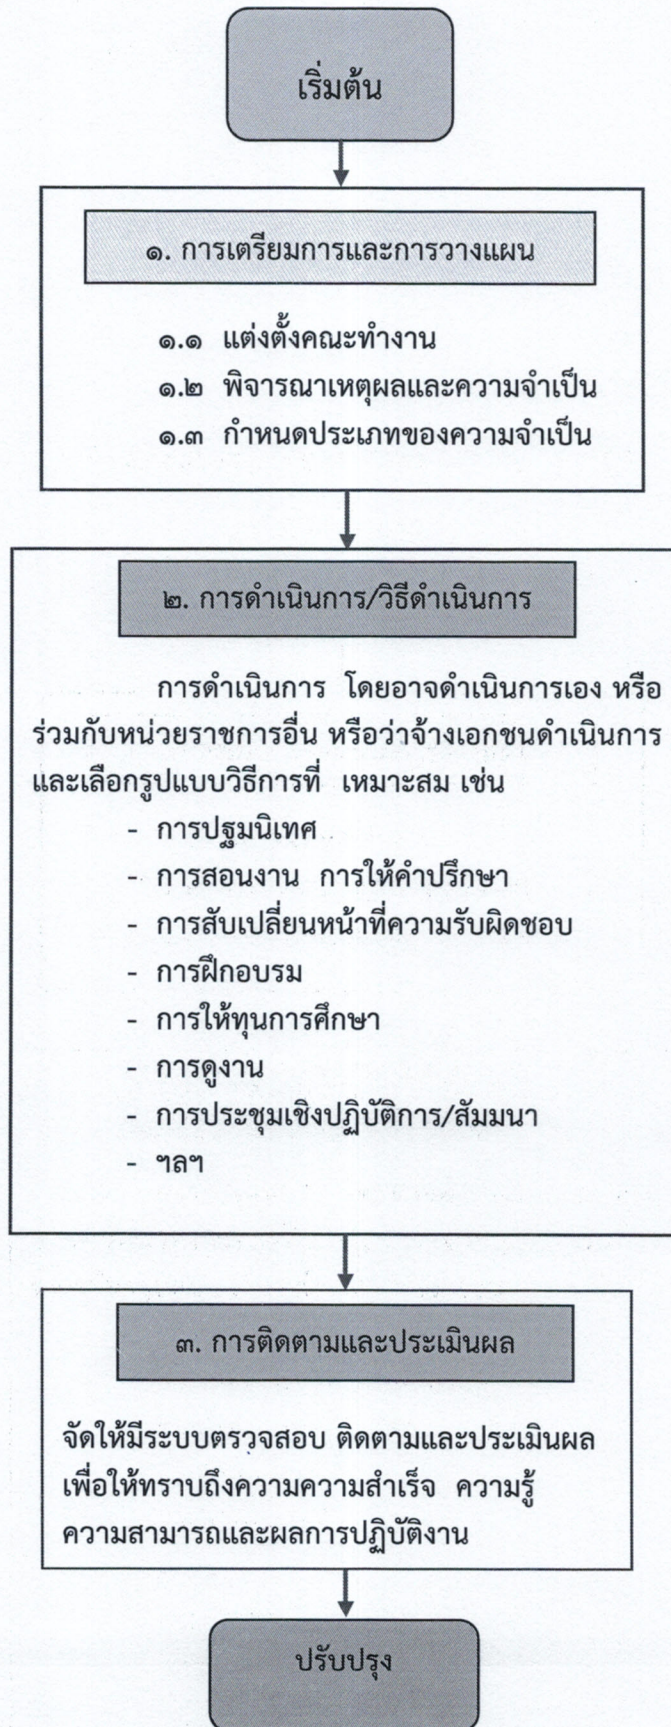 เริ่มต้น
๑. การเตรียมการและการวางแผน
๑.๑ แต่งตั้งคณะทำงาน
๑.๒ พิจารณาเหตุผลและความจำเป็น
๑.๓ กำหนดประเภทของความจำเป็น
๒. การดำเนินการ/วิธีดำเนินการ
การดำเนินการ โดยอาจดำเนินการเอง หรือ
ร่วมกับหน่วยราชการอื่น หรือว่าจ้างเอกชนดำเนินการ
และเลือกรูปแบบวิธีการที่ เหมาะสม เช่น
- การปฐมนิเทศ
- การสอนงาน การให้คำปรึกษา
- การสับเปลี่ยนหน้าที่ความรับผิดชอบ
- การฝึกอบรม
- การให้ทุนการศึกษา
- การดูงาน
- การประชุมเชิงปฏิบัติการ/สัมมนา
- ฯลฯ
๓. การติดตามและประเมินผล
จัดให้มีระบบตรวจสอบ ติดตามและประเมินผล
เพื่อให้ทราบถึงความความสำเร็จ ความรู้
ความสามารถและผลการปฏิบัติงาน
ปรับปรุง